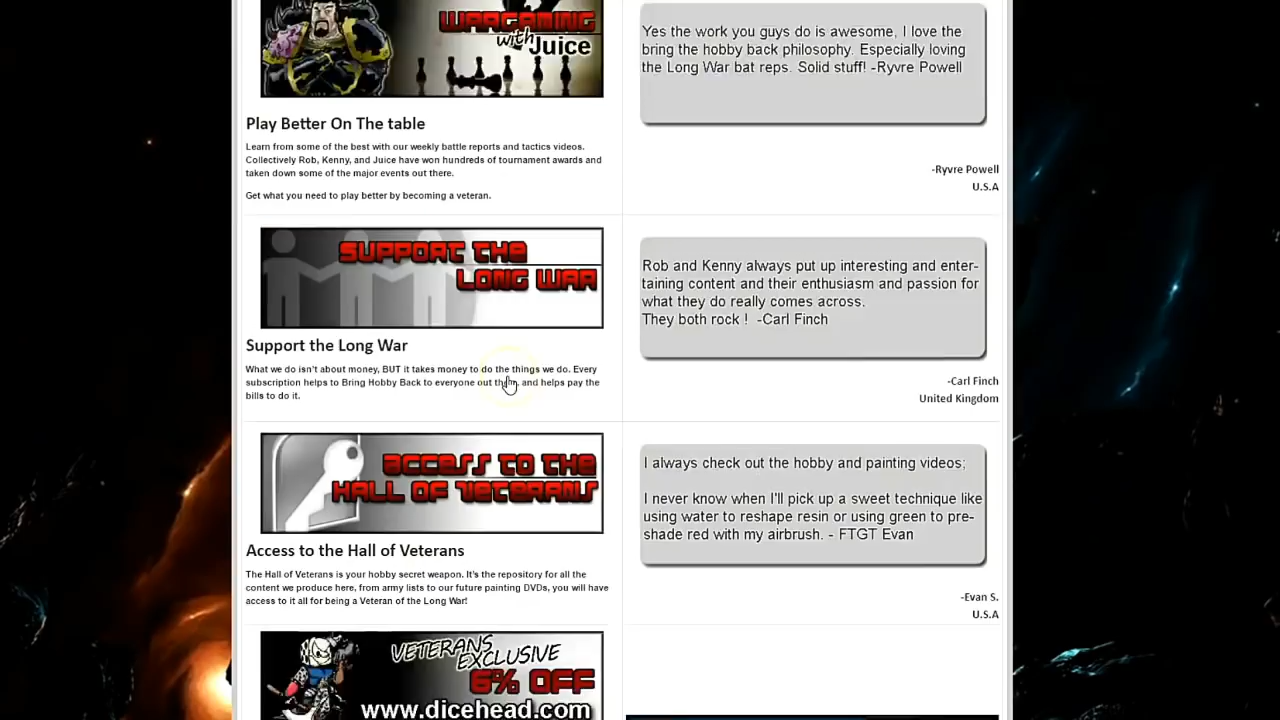 WARGAMING
with Juice
Play Better On The table
Learn from some of the best with our weekly battle reports and tactics videos.
Collectively Rob, Kenny, and Juice have won hundreds of tournament awards and
taken down some of the major events out there.
Get what you need to play better by becoming a veteran.
Yes the work you guys do is awesome, I love the
bring the hobby back philosophy. Especially loving
the Long War bat reps. Solid stuff! -Ryvre Powell
-Ryvre Powell
U.S.A
SUPPORT THE
LONG WAR
Support the Long War
What we do isn't about money, BUT it takes money to do the things we do. Every
subscription helps to Bring Hobby Back to everyone out there, and helps pay the
bills to do it.
Rob and Kenny always put up interesting and enter-
taining content and their enthusiasm and passion for
what they do really comes across.
They both rock ! -Carl Finch
-Carl Finch
United Kingdom
ACCESS TO THE
HALL OF VETERANS
Access to the Hall of Veterans
The Hall of Veterans is your hobby secret weapon. It's the repository for all the
content we produce here, from army lists to our future painting DVDs, you will have
access to it all for being a Veteran of the Long War!
I always check out the hobby and painting videos;
I never know when I'll pick up a sweet technique like
using water to reshape resin or using green to pre-
shade red with my airbrush. - FTGT Evan
-Evan S.
U.S.A
VETERANS
EXCLUSIVE
6% OFF
www.dicehead.com